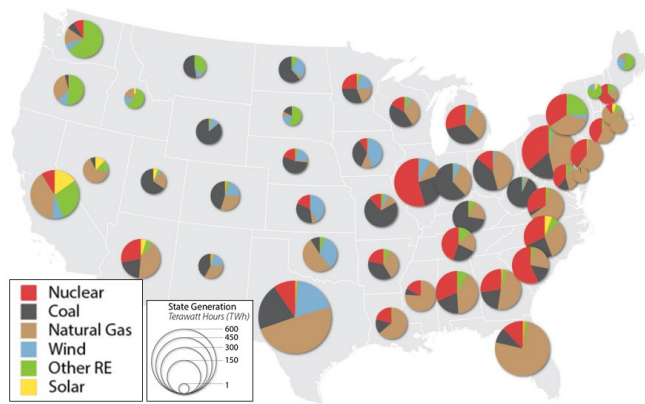 Nuclear
Coal
Natural Gas
Wind
Other RE
Solar
State Generation
Terawatt Hours (TWh)
600
450
300
150
1